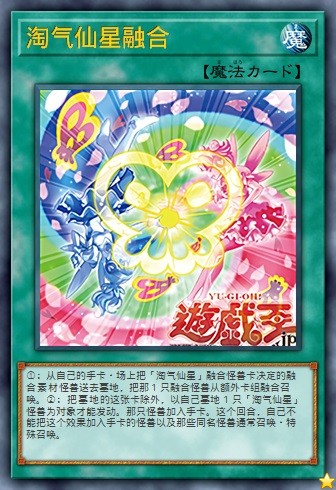 淘气仙星融合
魔
【魔法カード】
YU-GI-OH!
遊戯王
.jp
①：从自己的手卡·场上把「淘气仙星」融合怪兽卡决定的融
合素材怪兽送去墓地，把那１只融合怪兽从额外卡组融合召
唤。②：把墓地的这张卡除外，以自己墓地１只「淘气仙星」
怪兽为对象才能发动。那只怪兽加入手卡。这个回合，自己不
能把这个效果加入手卡的怪兽以及那些同名怪兽通常召唤·特
殊召唤。